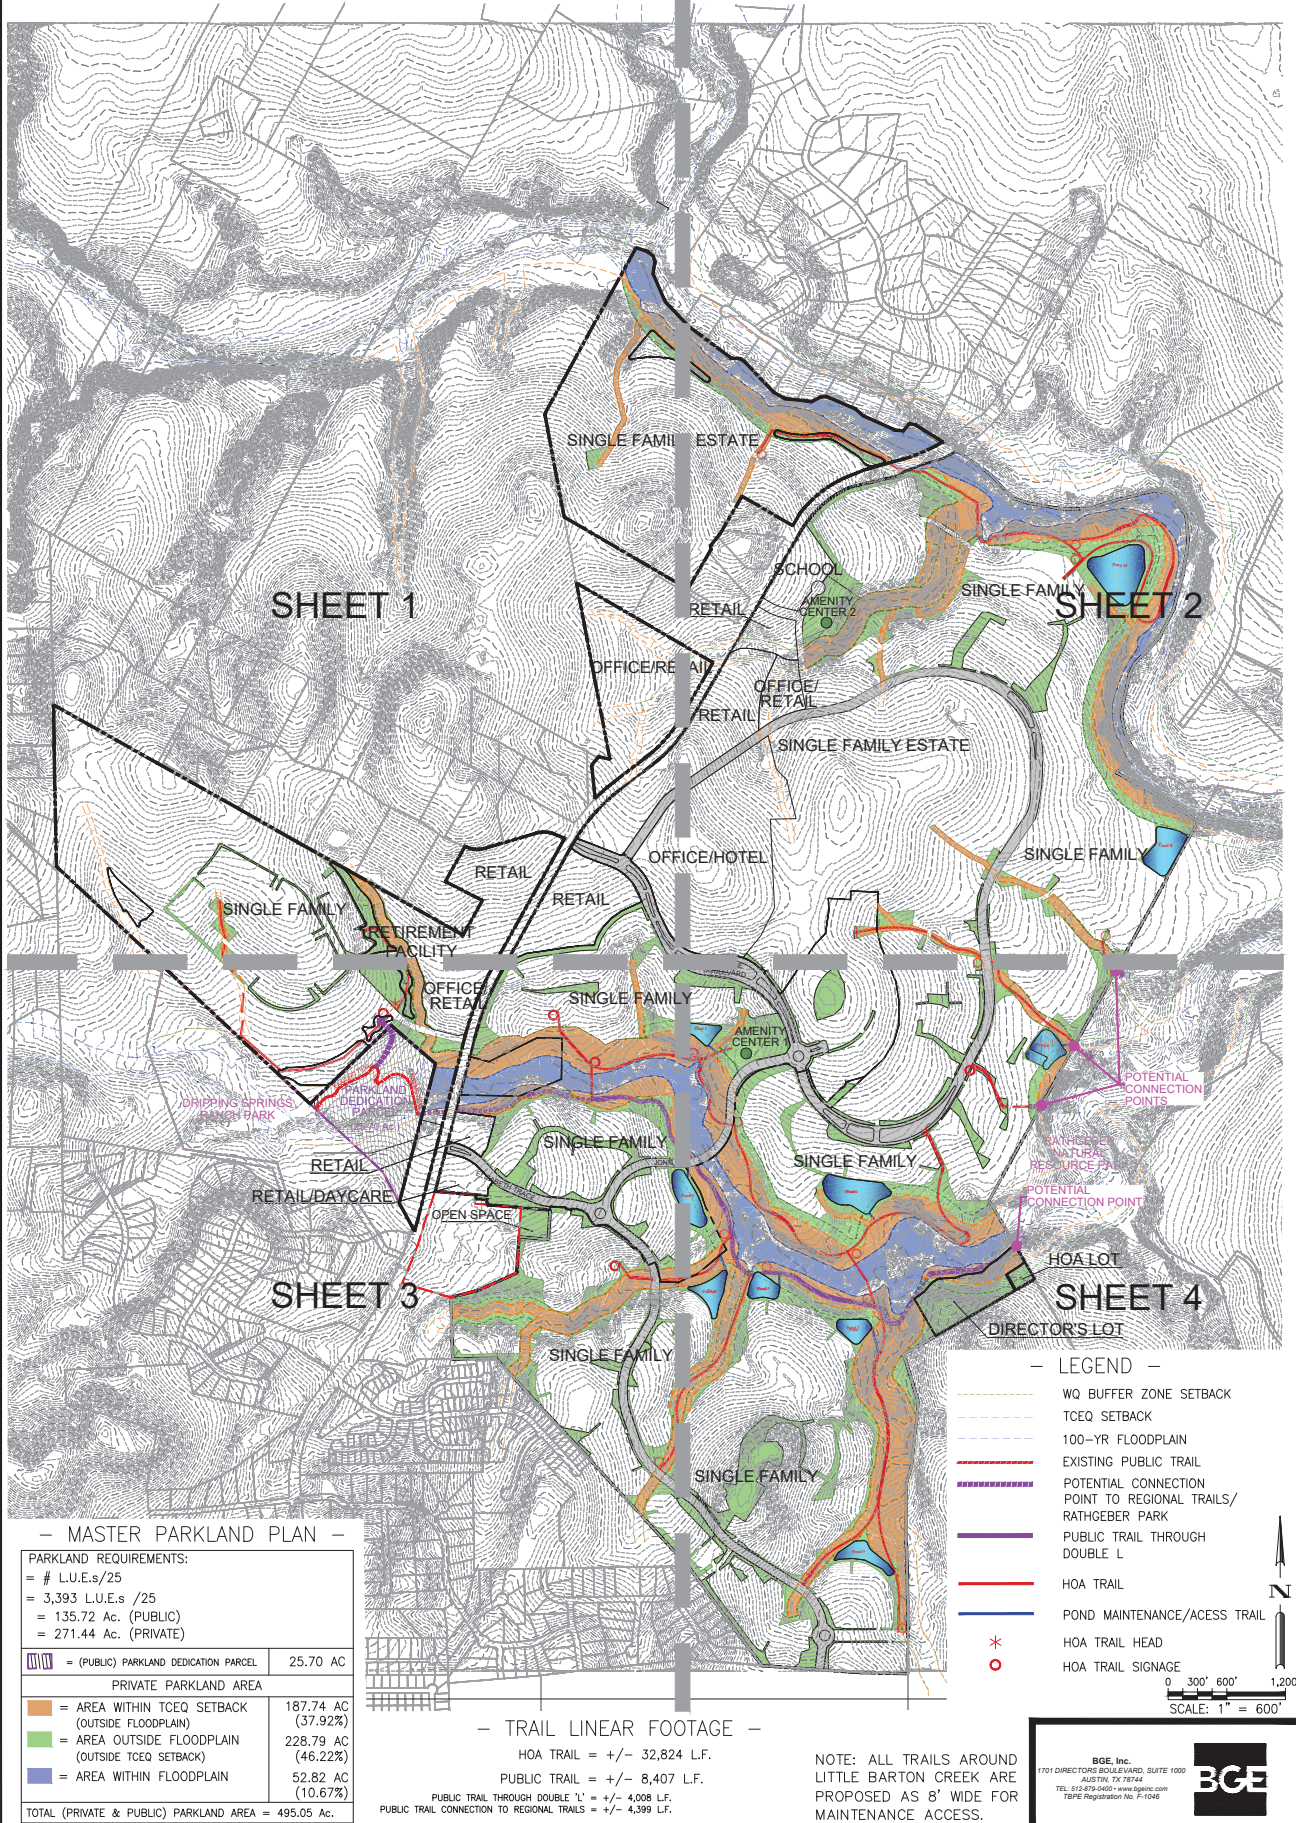 SINGLE FAMILY ESTATE
SCHOOL
SHEET 1
RETAIL
AMENITY
CENTER 2
SINGLE FAMILY
SHEET 2
OFFICE/RETAIL
OFFICE/
RETAIL
RETAIL
SINGLE FAMILY ESTATE
OFFICE/HOTEL
SINGLE FAMILY
RETAIL
RETAIL
SINGLE FAMILY
RETIREMENT
FACILITY
OFFICE/
RETAIL
SINGLE FAMILY
AMENITY
CENTER 1
POTENTIAL
CONNECTION
POINTS
DRIPPING SPRINGS
RANCH PARK
PARKLAND
DEDICATION
PARCEL
SINGLE FAMILY
RETAIL
SINGLE FAMILY
RATHGEBER
NATURAL
RESOURCE PARK
RETAIL/DAYCARE
OPEN SPACE
POTENTIAL
CONNECTION POINT
HOA LOT
SHEET 3
SHEET 4
DIRECTOR'S LOT
SINGLE FAMILY
SINGLE FAMILY
- LEGEND -
WQ BUFFER ZONE SETBACK
TCEQ SETBACK
100-YR FLOODPLAIN
EXISTING PUBLIC TRAIL
POTENTIAL CONNECTION
POINT TO REGIONAL TRAILS/
RATHGEBER PARK
PUBLIC TRAIL THROUGH
DOUBLE L
HOA TRAIL
POND MAINTENANCE/ACESS TRAIL
HOA TRAIL HEAD
HOA TRAIL SIGNAGE
N
0 300' 600' 1,200'
SCALE: 1" = 600'
- MASTER PARKLAND PLAN -
PARKLAND REQUIREMENTS:
= # L.U.E.s/25
= 3,393 L.U.E.s /25
= 135.72 Ac. (PUBLIC)
= 271.44 Ac. (PRIVATE)
= (PUBLIC) PARKLAND DEDICATION PARCEL 25.70 AC
PRIVATE PARKLAND AREA
= AREA WITHIN TCEQ SETBACK 187.74 AC
(OUTSIDE FLOODPLAIN) (37.92%)
= AREA OUTSIDE FLOODPLAIN 228.79 AC
(OUTSIDE TCEQ SETBACK) (46.22%)
= AREA WITHIN FLOODPLAIN 52.82 AC
(10.67%)
TOTAL (PRIVATE & PUBLIC) PARKLAND AREA = 495.05 Ac.
- TRAIL LINEAR FOOTAGE -
HOA TRAIL = +/- 32,824 L.F.
PUBLIC TRAIL = +/- 8,407 L.F.
PUBLIC TRAIL THROUGH DOUBLE 'L' = +/- 4,008 L.F.
PUBLIC TRAIL CONNECTION TO REGIONAL TRAILS = +/- 4,399 L.F.
NOTE: ALL TRAILS AROUND
LITTLE BARTON CREEK ARE
PROPOSED AS 8' WIDE FOR
MAINTENANCE ACCESS.
BGE, Inc.
1701 DIRECTORS BOULEVARD, SUITE 1000
AUSTIN, TX 78744
TEL: 512-879-0400 • www.bgeinc.com
TBPE Registration No. F-1046
BGE